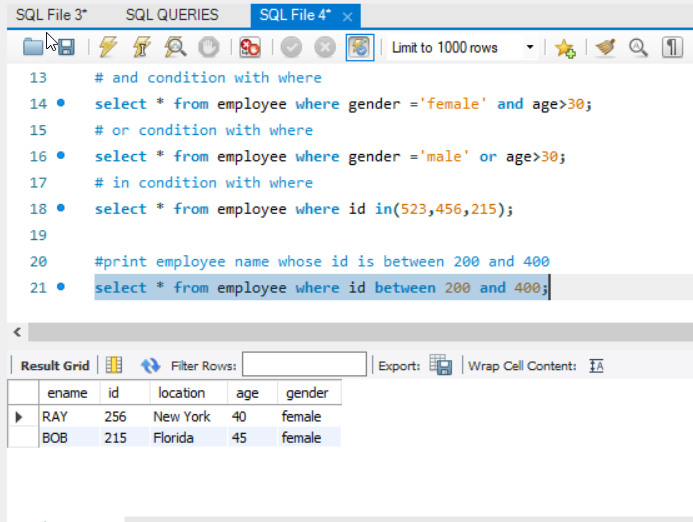 SQL File 3* SQL QUERIES SQL File 4*
Limit to 1000 rows
13 # and condition with where
14 select * from employee where gender ='female' and age>30;
15 # or condition with where
16 select * from employee where gender ='male' or age>30;
17 # in condition with where
18 select * from employee where id in(523,456,215);
19
20 #print employee name whose id is between 200 and 400
21 select * from employee where id between 200 and 400;
Result Grid Filter Rows: Export: Wrap Cell Content:
ename id location age gender
RAY 256 New York 40 female
BOB 215 Florida 45 female